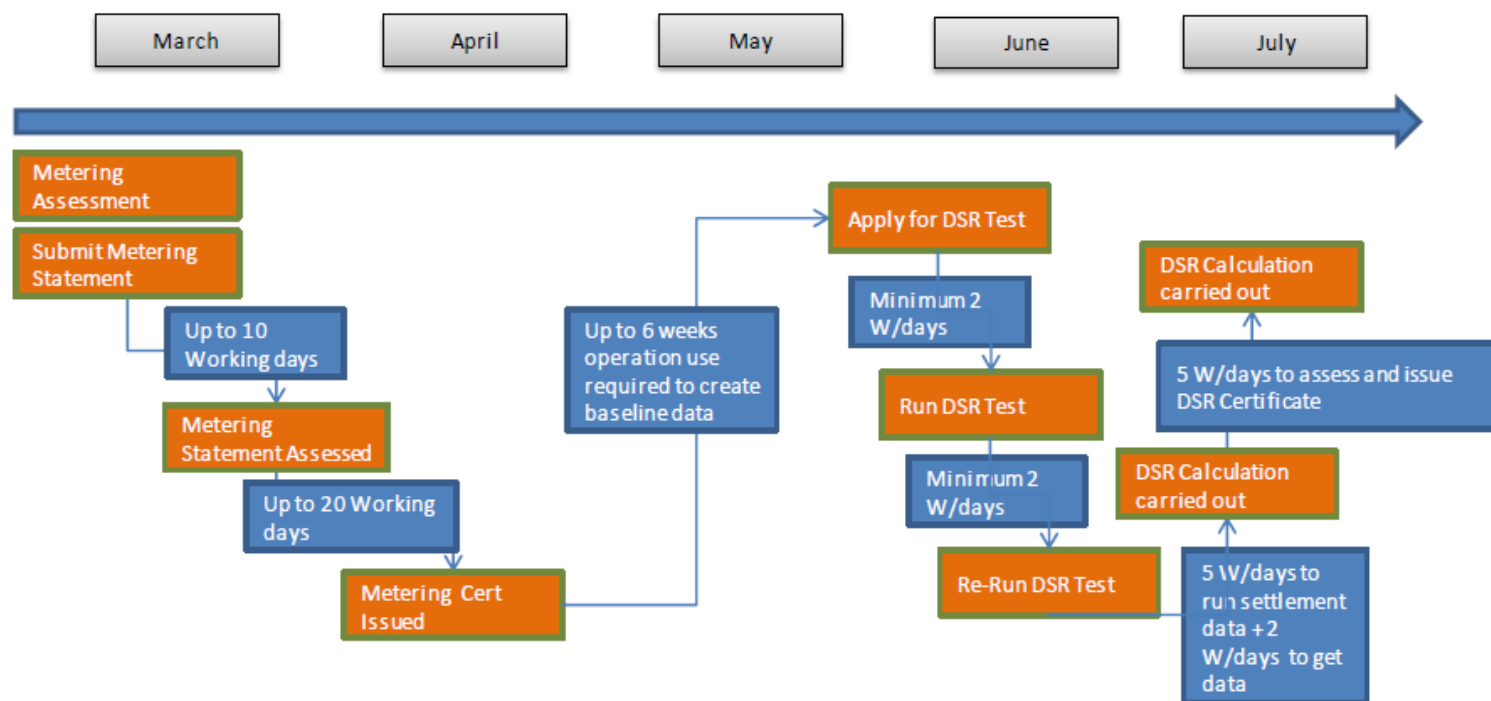 March
April
May
June
July
Metering
Assessment
Submit Metering
Statement
Up to 10
Working days
Metering
Statement Assessed
Up to 20 Working
days
Metering Cert
Issued
Up to 6 weeks
operation use
required to create
baseline data
Apply for DSR Test
Minimum 2
W/days
Run DSR Test
Minimum 2
W/days
Re-Run DSR Test
5 W/days to
run settlement
data +2
W/days to get
data
DSR Calculation
carried out
5 W/days to assess and issue
DSR Certificate
DSR Calculation
carried out